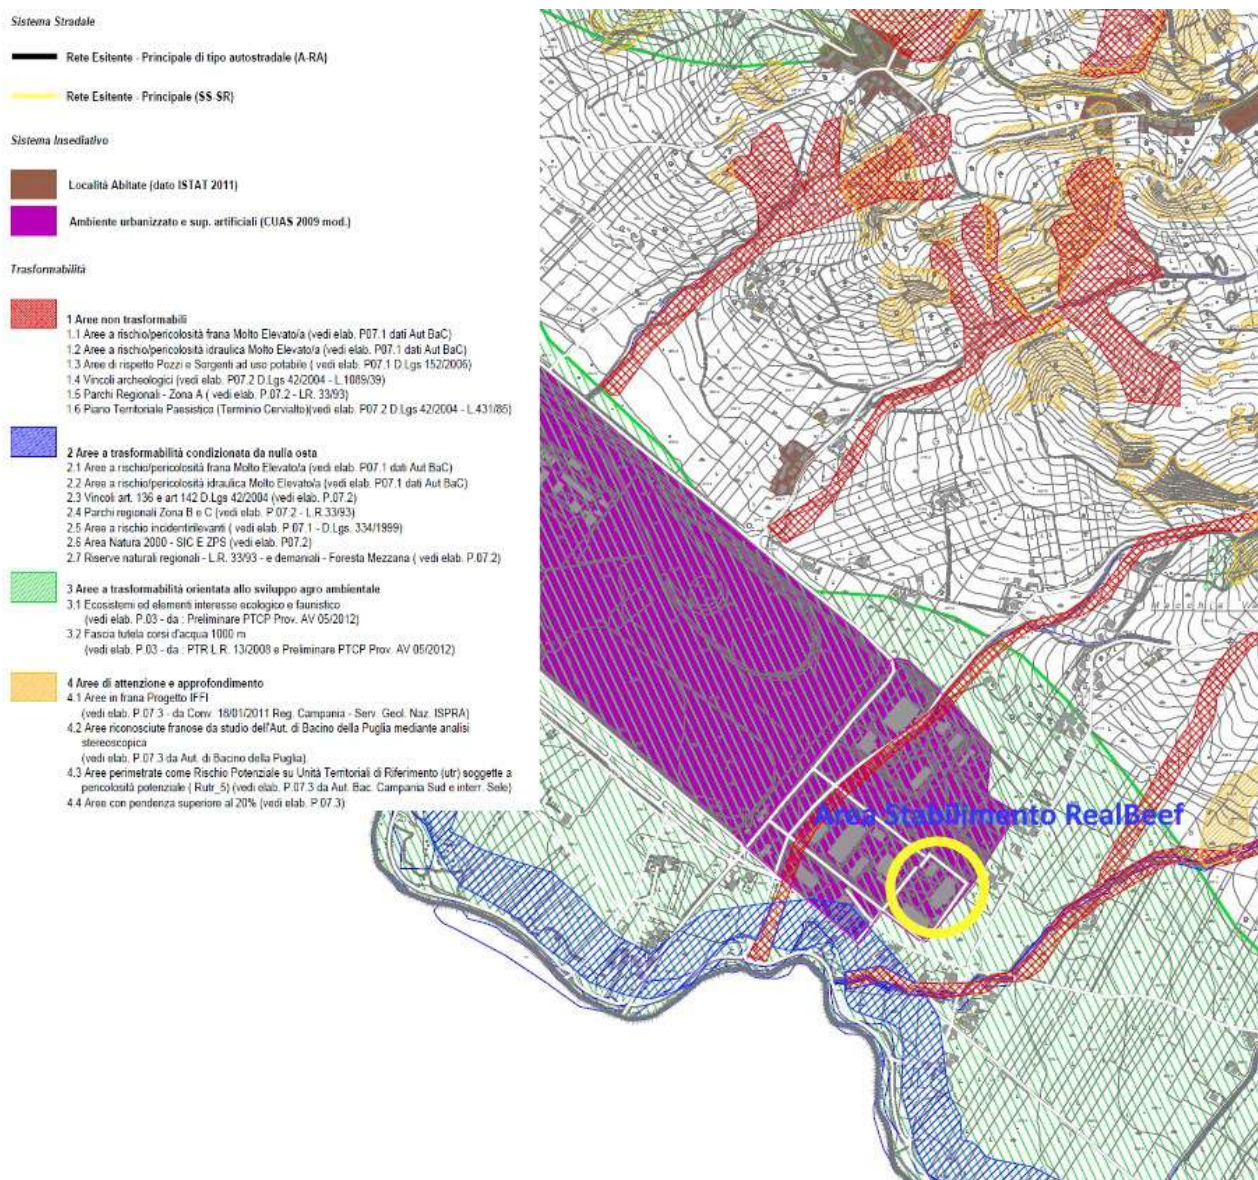 Sistema Stradale
Rete Esitente - Principale di tipo autostradale (A-RA)
Rete Esitente - Principale (SS-SR)
Sistema Insediativo
Località Abitate (dato ISTAT 2011)
Ambiente urbanizzato e sup. artificiali (CUAS 2009 mod.)
Trasformabilità
1 Aree non trasformabili
1.1 Aree a rischio/pericolosità frana Molto Elevato/a (vedi elab. P07.1 dati Aut BaC)
1.2 Aree a rischio/pericolosità idraulica Molto Elevato/a (vedi elab. P07.1 dati Aut BaC)
1.3 Aree di rispetto Pozzi e Sorgenti ad uso potabile ( vedi elab. P07.1 D.Lgs 152/2006)
1.4 Vincoli archeologici (vedi elab. P07.2 D.Lgs 42/2004 - L.1089/39)
1.5 Parchi Regionali - Zona A ( vedi elab. P.07.2 - LR. 33/93)
1.6 Piano Territoriale Paesistico (Terminio Cervialto)(vedi elab. P07.2 D.Lgs 42/2004 - L.431/85)
2 Aree a trasformabilità condizionata da nulla osta
2.1 Aree a rischio/pericolosità frana Molto Elevato/a (vedi elab. P07.1 dati Aut BaC)
2.2 Aree a rischio/pericolosità idraulica Molto Elevato/a (vedi elab. P07.1 dati Aut BaC)
2.3 Vincoli art. 136 e art 142 D.Lgs 42/2004 (vedi elab. P.07.2)
2.4 Parchi regionali Zona B e C (vedi elab. P.07.2 - L.R.33/93)
2.5 Aree a rischio incidentirilevanti ( vedi elab. P.07.1 - D.Lgs. 334/1999)
2.6 Area Natura 2000 - SIC E ZPS (vedi elab. P07.2)
2.7 Riserve naturali regionali - L.R. 33/93 - e demaniali - Foresta Mezzana ( vedi elab. P.07.2)
3 Aree a trasformabilità orientata allo sviluppo agro ambientale
3.1 Ecosistemi ed elementi interesse ecologico e faunistico
(vedi elab. P.03 - da : Preliminare PTCP Prov. AV 05/2012)
3.2 Fascia tutela corsi d'acqua 1000 m
(vedi elab. P.03 - da : PTR L.R. 13/2008 e Preliminare PTCP Prov. AV 05/2012)
4 Aree di attenzione e approfondimento
4.1 Aree in frana Progetto IFFI
(vedi elab. P.07.3 - da Conv. 18/01/2011 Reg. Campania - Serv. Geol. Naz. ISPRA)
4.2 Aree riconosciute franose da studio dell'Aut. di Bacino della Puglia mediante analisi
stereoscopica
(vedi elab. P.07.3 da Aut. di Bacino della Puglia)
4.3 Aree perimetrate come Rischio Potenziale su Unità Territoriali di Riferimento (utr) soggette a
pericolosità potenziale ( Rutr_5) (vedi elab. P.07.3 da Aut. Bac. Campania Sud e interr. Sele)
4.4 Aree con pendenza superiore al 20% (vedi elab. P.07.3)
Macchia
Area Stabilimento RealBeef